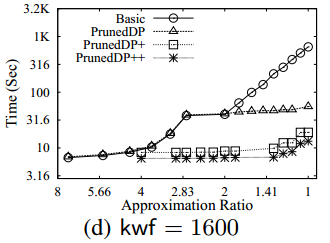 3.2K
Basic
1K
PrunedDP
PrunedDP+
316
PrunedDP++
Time (Sec)
100
31.6
10
3.16
8 5.66 4 2.83 2 1.41 1
Approximation Ratio
(d) kwf = 1600